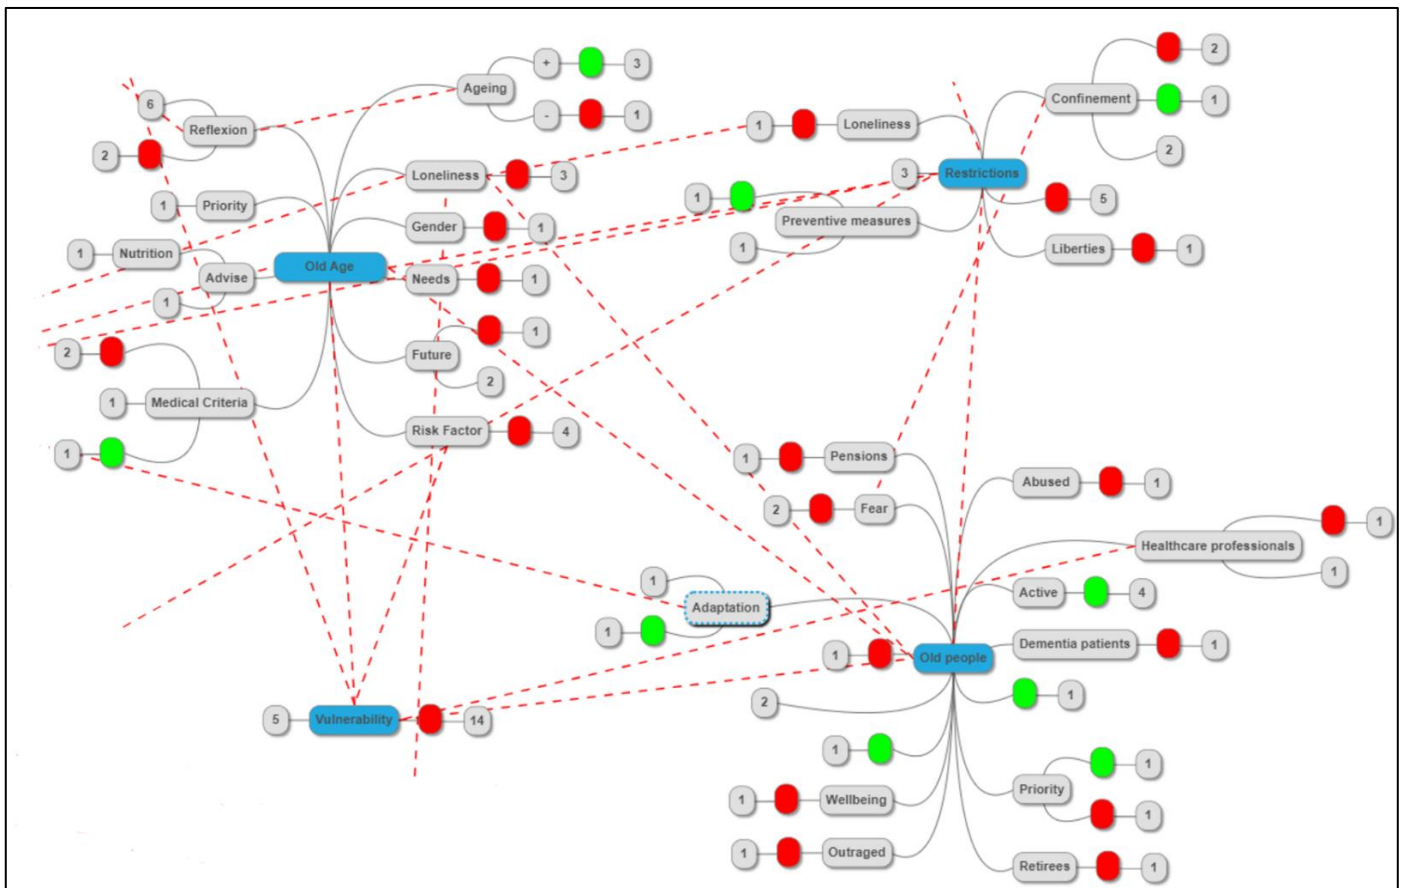 + 3
Ageing
- 1
6
Reflexion
2
Loneliness 3
1 Priority
Gender 1
1 Nutrition
Advise
1
Old Age
Needs 1
Future 1
2
2
1 Medical Criteria
1
Risk Factor 4
2
Confinement 1
2
1 Loneliness
3 Restrictions
5
1
Preventive measures
1
Liberties 1
1 Pensions
2 Fear
Abused 1
1
Healthcare professionals
1
1
Adaptation
1
Active 4
Dementia patients 1
1 Old people
1
2
5 Vulnerability 14
1
1
Priority
1
1 Wellbeing
1 Outraged
Retirees 1